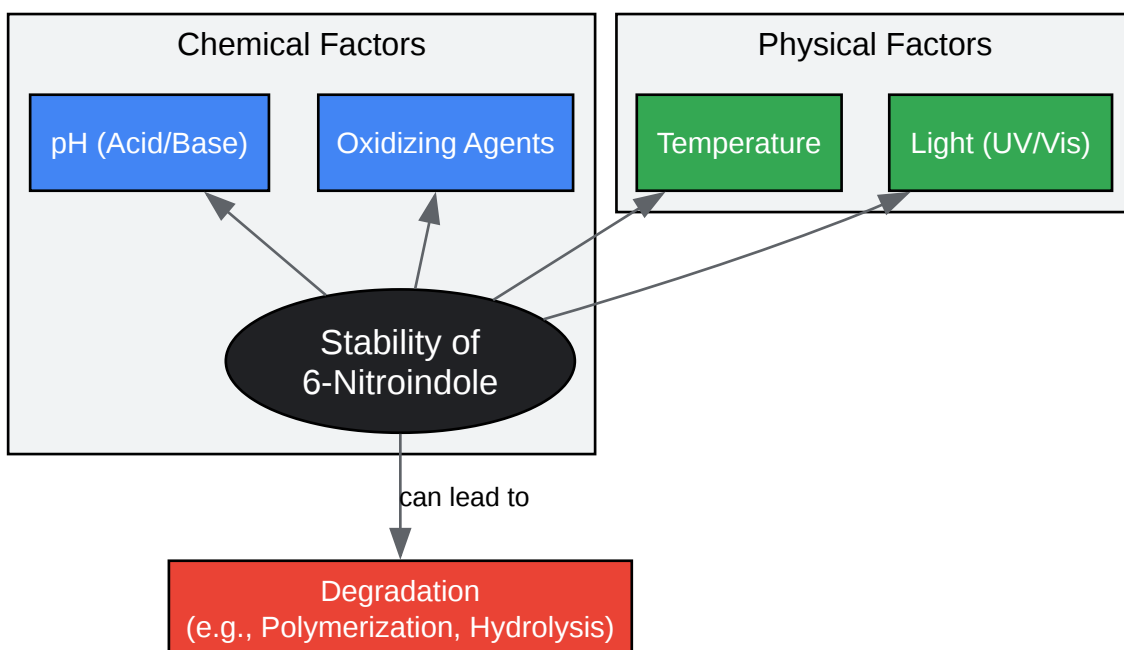 Chemical Factors
Physical Factors
pH (Acid/Base)
Oxidizing Agents
Temperature
Light (UV/Vis)
Stability of
6-Nitroindole
can lead to
Degradation
(e.g., Polymerization, Hydrolysis)